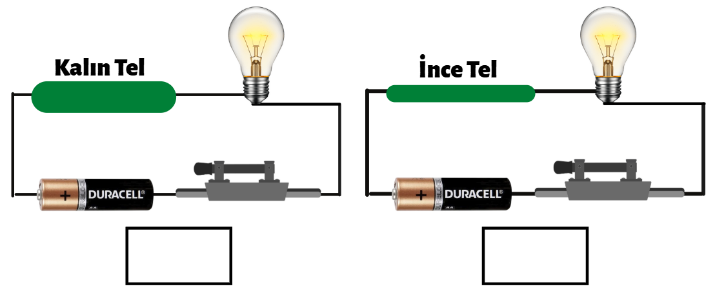 Kalın Tel
İnce Tel
+ DURACELL®
+ DURACELL®